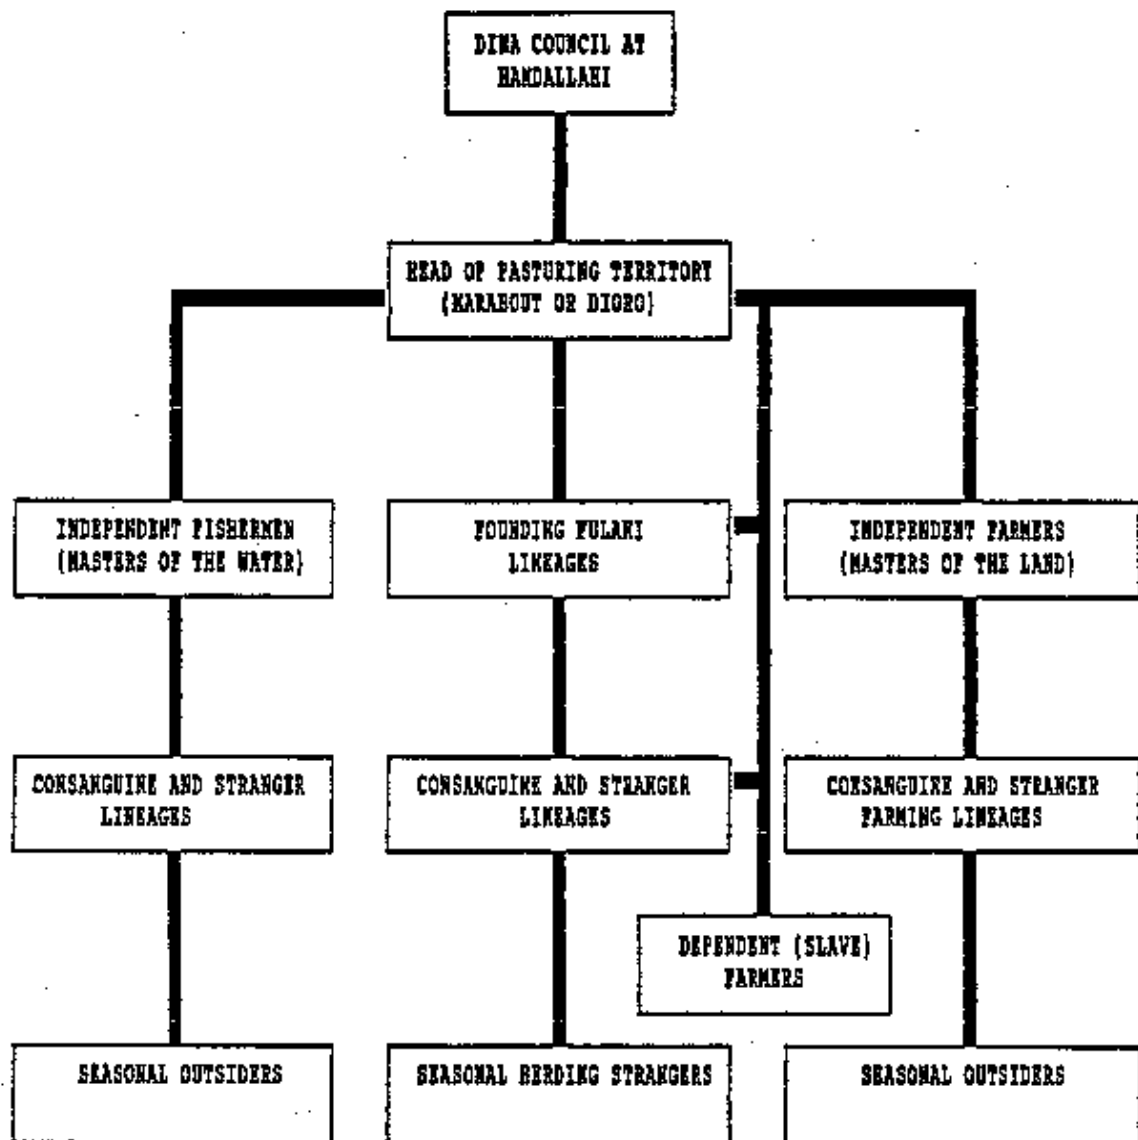 DINA COUNCIL AT
HAMDALLAHI
HEAD OF PASTURING TERRITORY
(MARABOUT OR DIORO)
INDEPENDENT FISHERMEN
(MASTERS OF THE WATER)
FOUNDING FULANI
LINEAGES
INDEPENDENT FARMERS
(MASTERS OF THE LAND)
CONSANGUINE AND STRANGER
LINEAGES
CONSANGUINE AND STRANGER
LINEAGES
CONSANGUINE AND STRANGER
FARMING LINEAGES
DEPENDENT (SLAVE)
FARMERS
SEASONAL OUTSIDERS
SEASONAL HERDING STRANGERS
SEASONAL OUTSIDERS